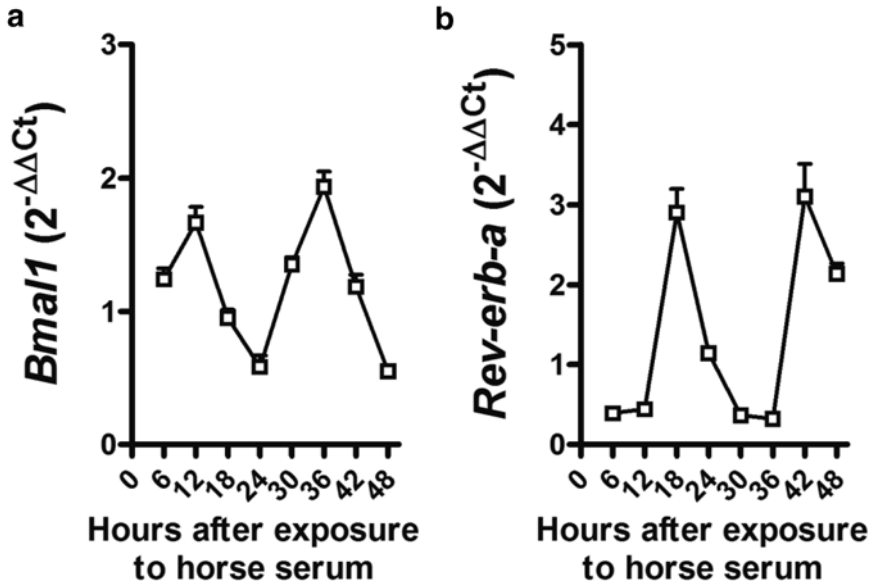 a
Bmal1 (2-ΔΔCt)
3
2
1
0
0 6 12 18 24 30 36 42 48
Hours after exposure
to horse serum
b
Rev-erb-a (2-ΔΔCt)
5
4
3
2
1
0
0 6 12 18 24 30 36 42 48
Hours after exposure
to horse serum